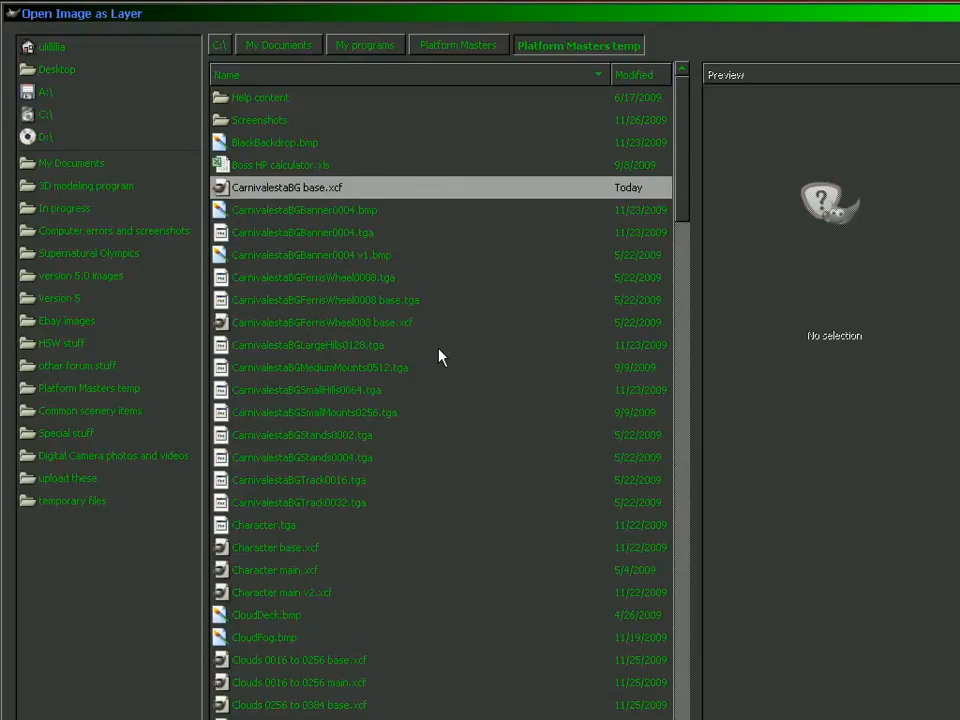 Open Image as Layer
ulillillia
Desktop
A:\
C:\
D:\
My Documents
3D modeling program
In progress
Computer errors and screenshots
Supernatural Olympics
version 5.0 images
Version 5
Ebay images
HSW stuff
other forum stuff
Platform Masters temp
Common scenery items
Special stuff
Digital Camera photos and videos
upload these
temporary files
C:\ My Documents My programs Platform Masters Platform Masters temp
Name Modified
Help content 6/17/2009
Screenshots 11/26/2009
BlackBackdrop.bmp 11/23/2009
Boss HP calculator.xls 9/8/2009
CarnivalestaBG base.xcf Today
CarnivalestaBGBanner0004.bmp 11/23/2009
CarnivalestaBGBanner0004.tga 11/23/2009
CarnivalestaBGBanner0004 v1.bmp 5/22/2009
CarnivalestaBGFerrisWheel0008.tga 5/22/2009
CarnivalestaBGFerrisWheel0008 base.tga 5/22/2009
CarnivalestaBGFerrisWheel008 base.xcf 5/22/2009
CarnivalestaBGLargeHills0128.tga 11/23/2009
CarnivalestaBGMediumMounts0512.tga 9/9/2009
CarnivalestaBGSmallHills0064.tga 11/23/2009
CarnivalestaBGSmallMounts0256.tga 9/9/2009
CarnivalestaBGStands0002.tga 5/22/2009
CarnivalestaBGStands0004.tga 5/22/2009
CarnivalestaBGTrack0016.tga 5/22/2009
CarnivalestaBGTrack0032.tga 5/22/2009
Character.tga 11/22/2009
Character base.xcf 11/22/2009
Character main.xcf 5/4/2009
Character main v2.xcf 11/22/2009
CloudDeck.bmp 4/26/2009
CloudFog.bmp 11/19/2009
Clouds 0016 to 0256 base.xcf 11/25/2009
Clouds 0016 to 0256 main.xcf 11/25/2009
Clouds 0256 to 0384 base.xcf 11/25/2009
Preview
No selection